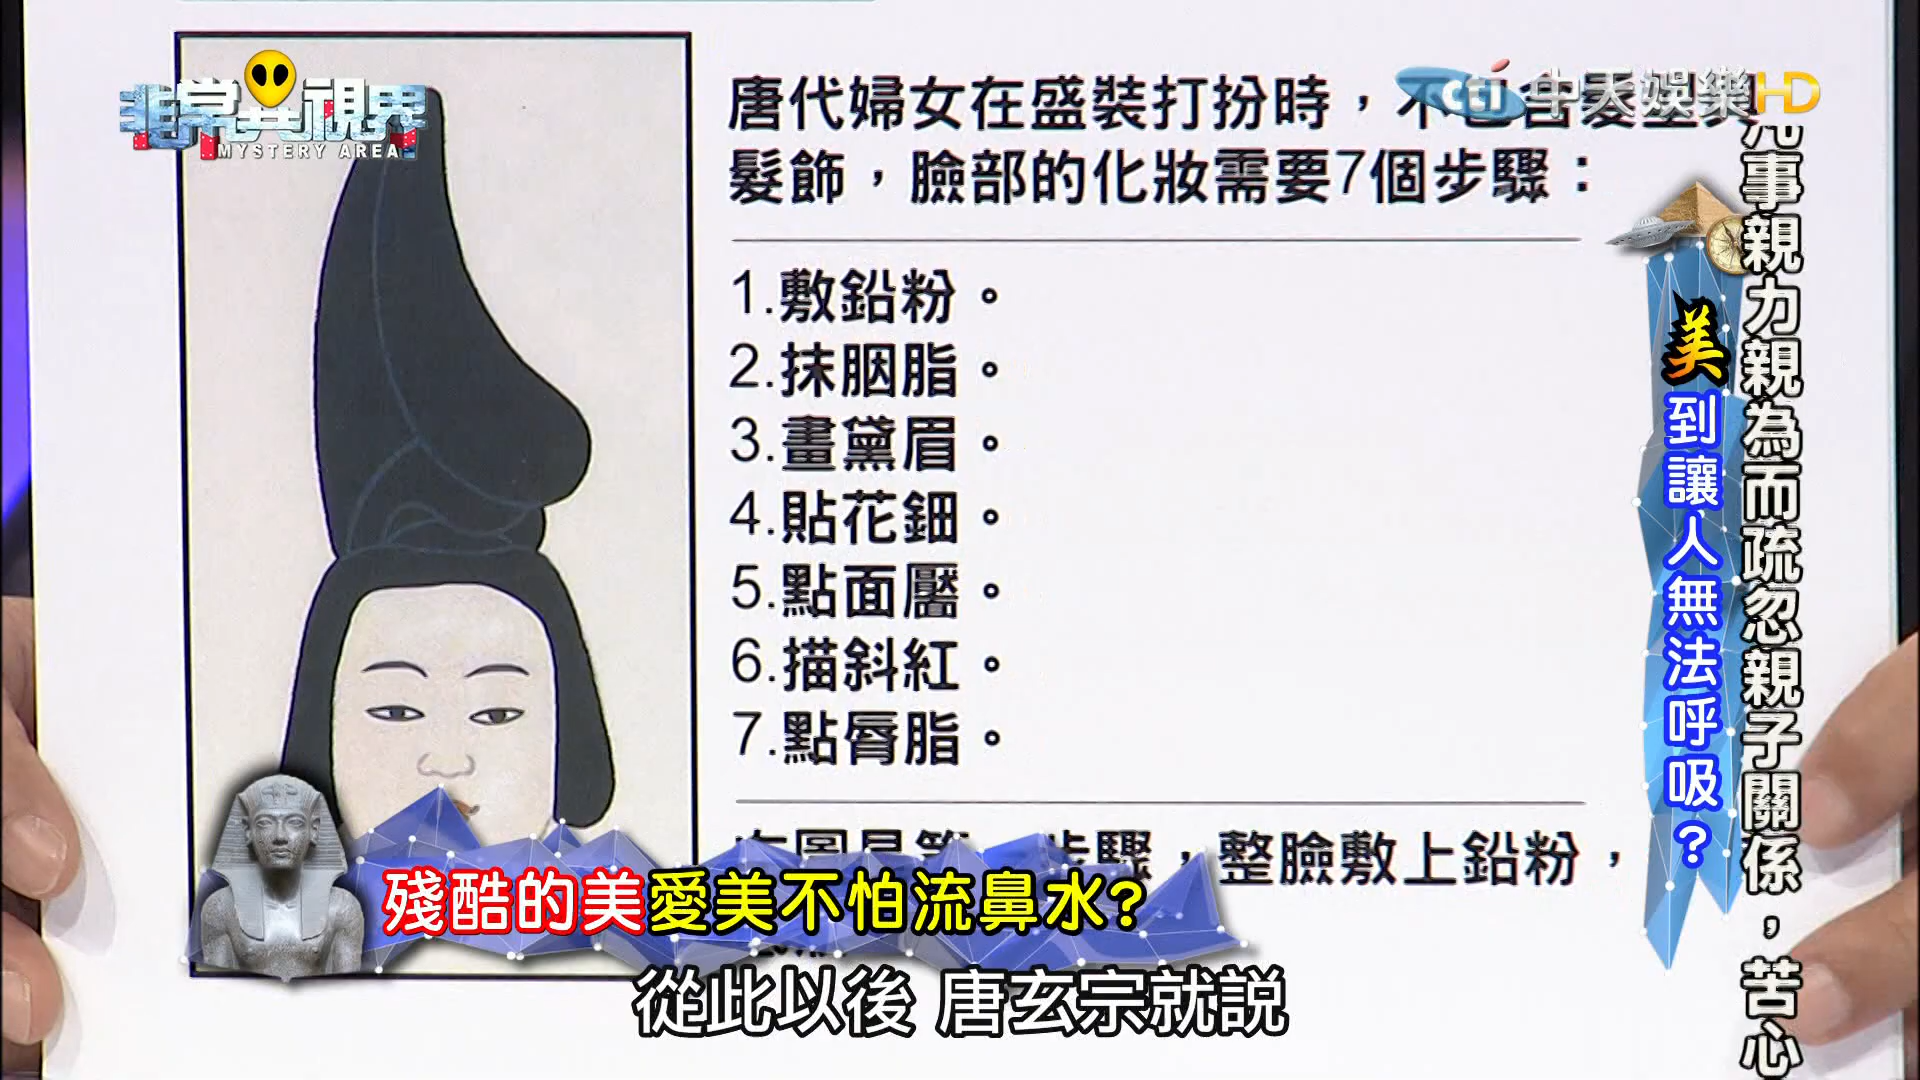 非常異視界
MYSTERY AREA
cti 中天娛樂HD
唐代婦女在盛裝打扮時，
髮飾，臉部的化妝需要7個步驟：
1.敷鉛粉。
2.抹胭脂。
3.畫黛眉。
4.貼花鈿。
5.點面靨。
6.描斜紅。
7.點唇脂。
步驟，整臉敷上鉛粉，
美到讓人無法呼吸？
事親力親為而疏忽親子關係，苦心
殘酷的美愛美不怕流鼻水?
從此以後 唐玄宗就説